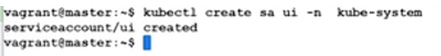 vagrant@master:~$ kubectl create sa ui -n  kube-system
serviceaccount/ui created
vagrant@master:~$